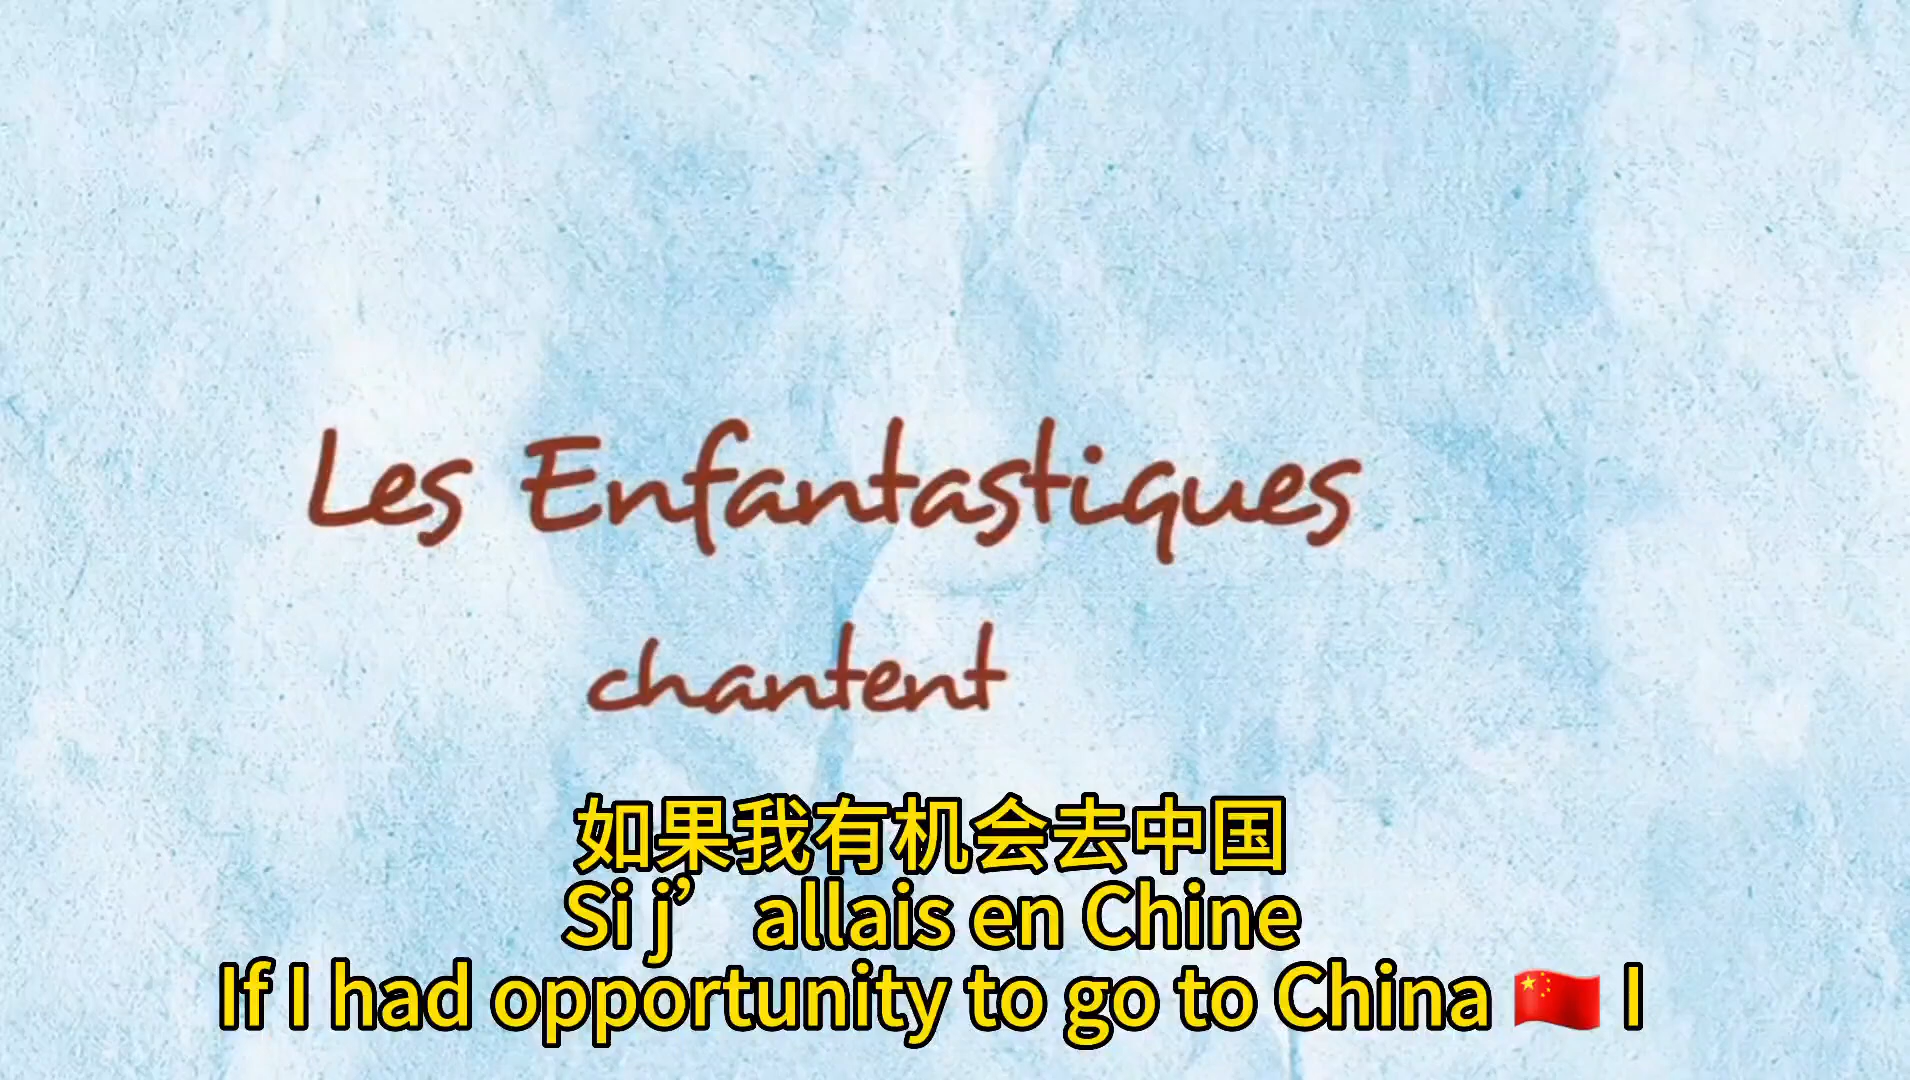 Les Enfantastiques
chantent
如果我有机会去中国
Si j’allais en Chine
If I had opportunity to go to China 🇨🇳 I